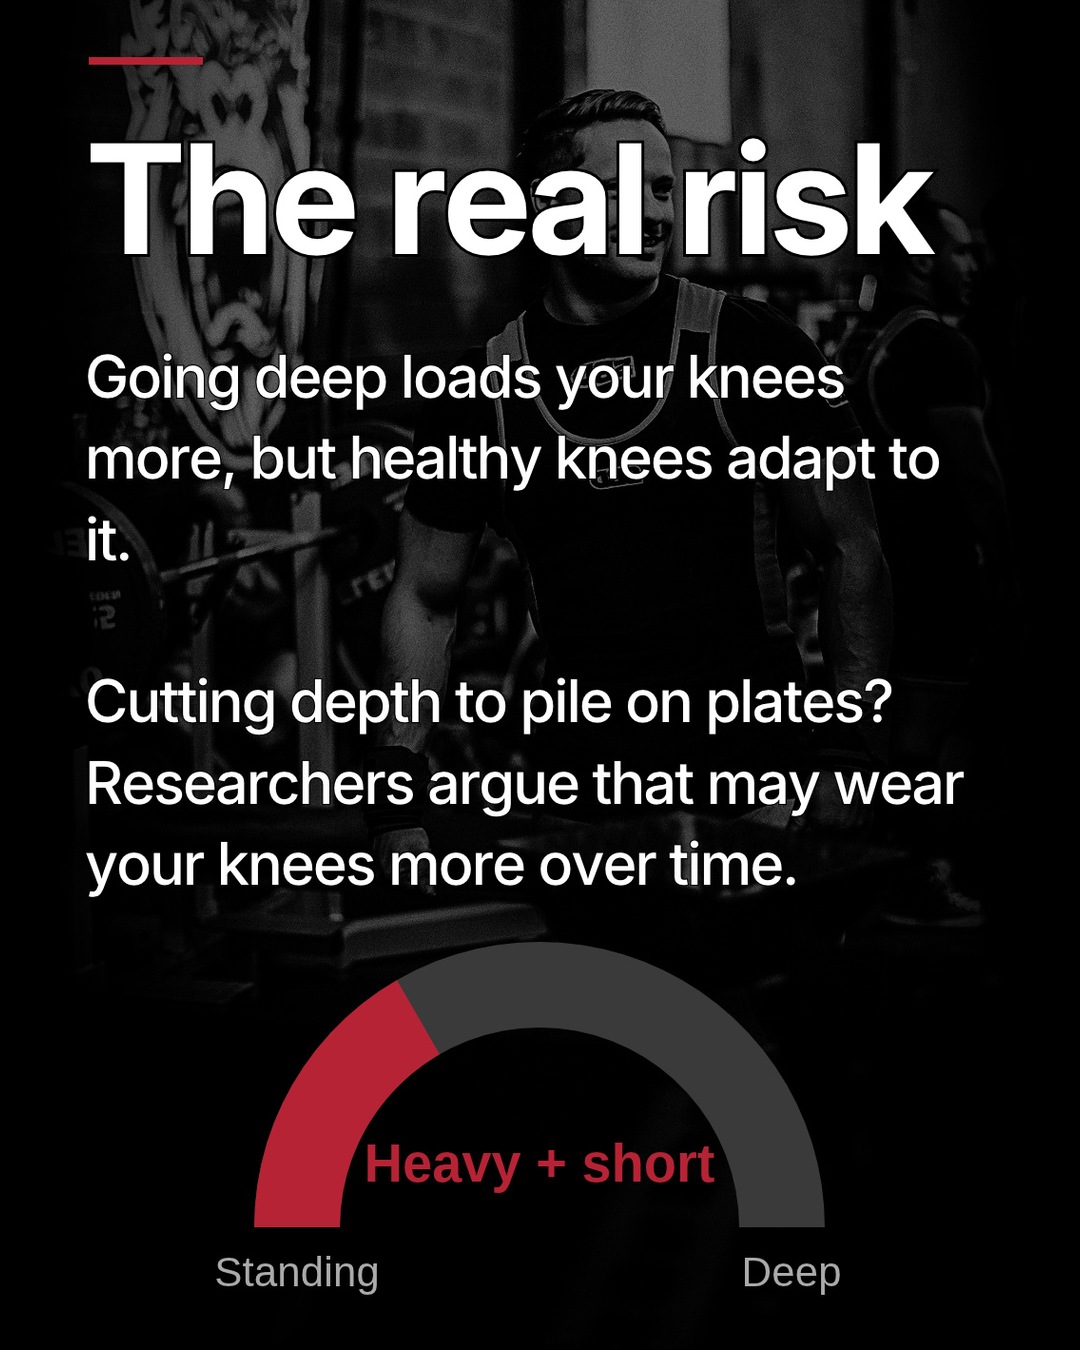 The real risk
Going deep loads your knees
more, but healthy knees adapt to
it.
Cutting depth to pile on plates?
Researchers argue that may wear
your knees more over time.
Heavy + short
Standing
Deep